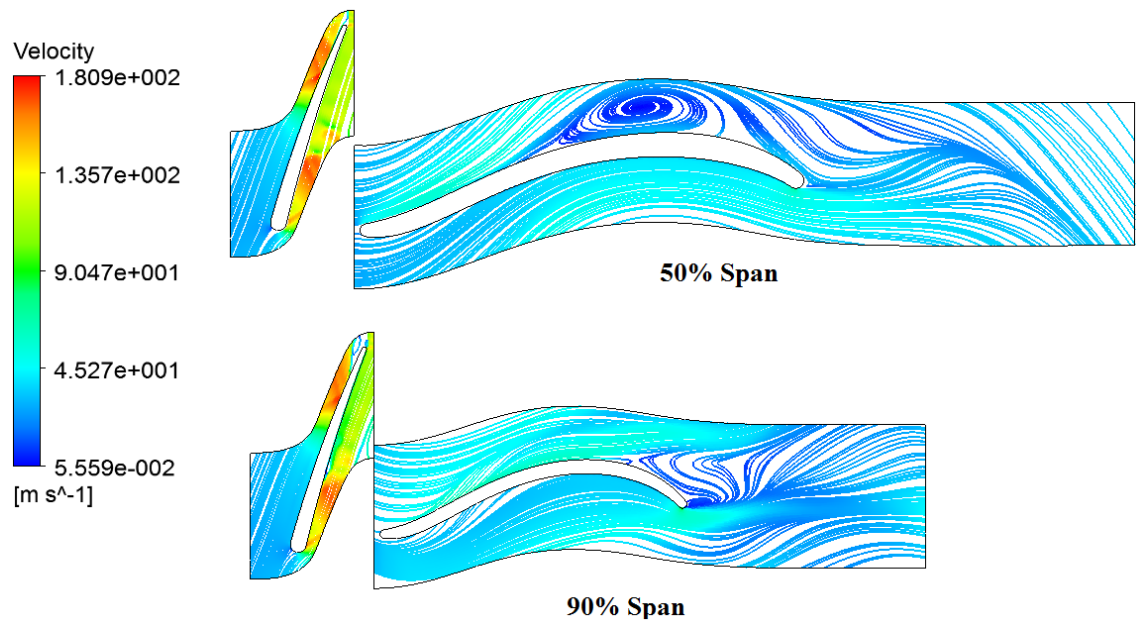 Velocity
1.809e+002
1.357e+002
9.047e+001
4.527e+001
5.559e-002
[m s^-1]
50% Span
90% Span